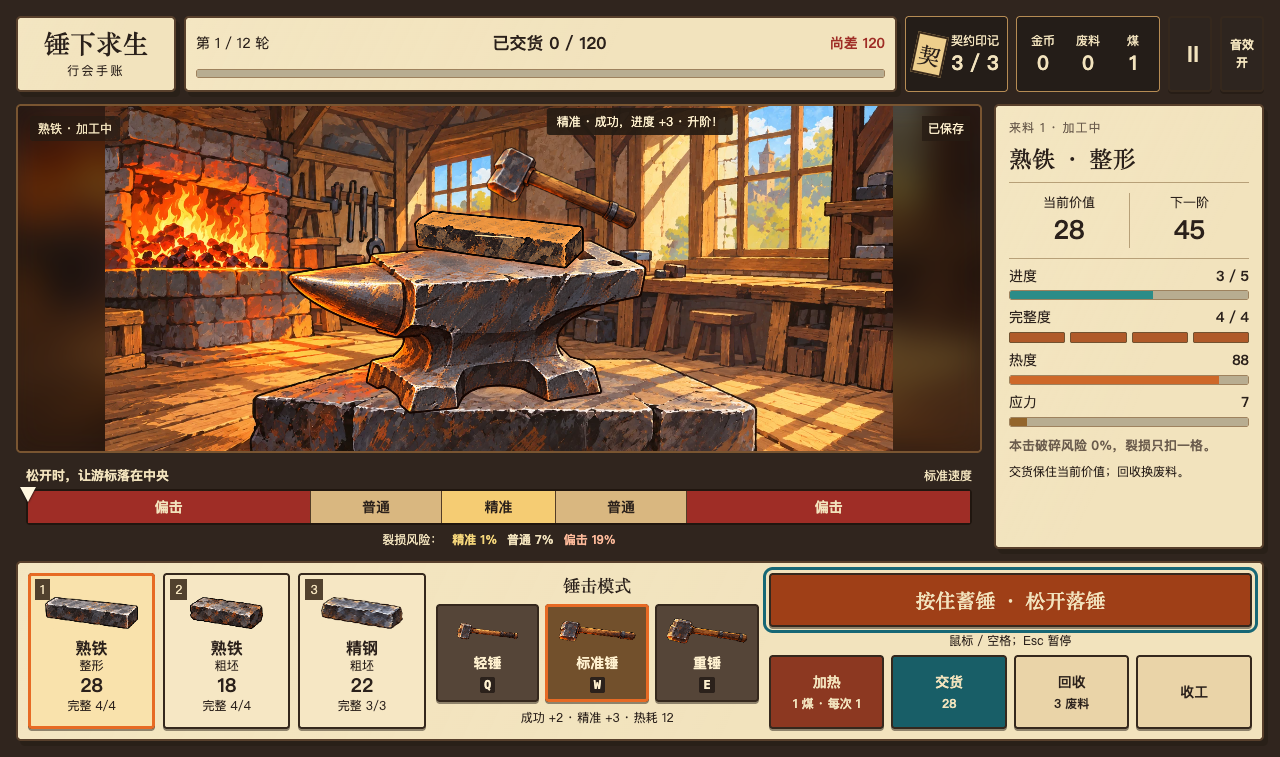 锤下求生
行会手账
第 1 / 12 轮
已交货 0 / 120
尚差 120
契
契约印记
3 / 3
金币 废料 煤
0 0 1
II
音效
开
熟铁 · 加工中
精准 · 成功，进度 +3 · 升阶！
已保存
来料 1 · 加工中
熟铁 · 整形
当前价值 下一阶
28 45
进度 3 / 5
完整度 4 / 4
热度 88
应力 7
本击破碎风险 0%，裂损只扣一格。
交货保住当前价值；回收换废料。
松开时，让游标落在中央
标准速度
偏击 普通 精准 普通 偏击
裂损风险： 精准 1% 普通 7% 偏击 19%
1
熟铁
整形
28
完整 4/4
2
熟铁
粗坯
18
完整 4/4
3
精钢
粗坯
22
完整 3/3
锤击模式
轻锤
Q
标准锤
W
重锤
E
成功 +2 · 精准 +3 · 热耗 12
按住蓄锤 · 松开落锤
鼠标 / 空格；Esc 暂停
加热
1 煤 · 每次 1
交货
28
回收
3 废料
收工